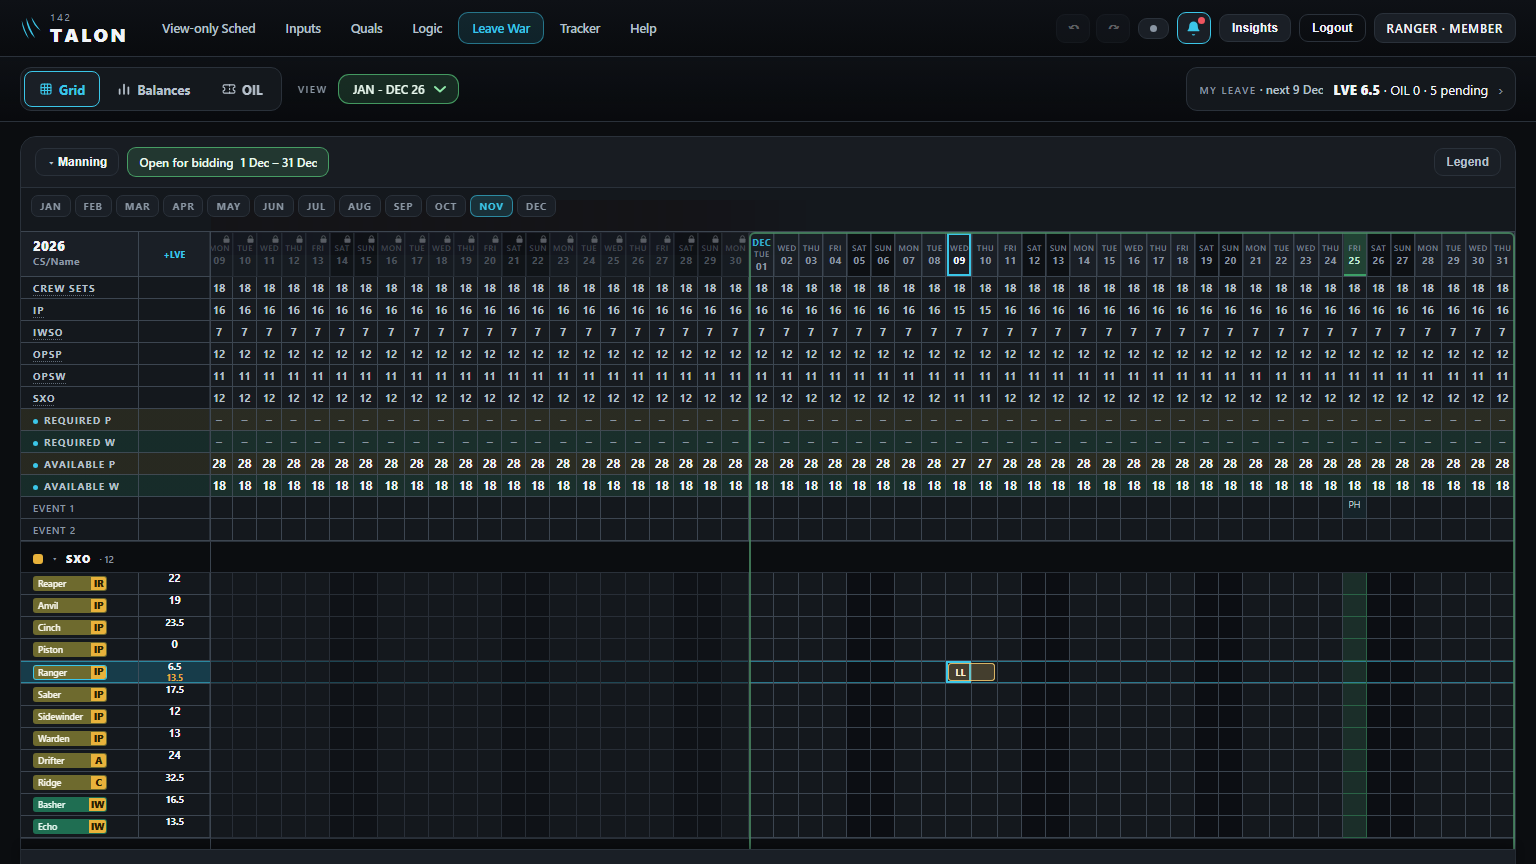 142
TALON
View-only Sched Inputs Quals Logic Leave War Tracker Help
Insights Logout RANGER · MEMBER
Grid Balances OIL VIEW JAN - DEC 26
MY LEAVE · next 9 Dec LVE 6.5 · OIL 0 · 5 pending ›
Manning Open for bidding 1 Dec – 31 Dec Legend
JAN FEB MAR APR MAY JUN JUL AUG SEP OCT NOV DEC
2026
CS/Name
+LVE
MON TUE WED THU FRI SAT SUN MON TUE WED THU FRI SAT SUN MON TUE WED THU FRI SAT SUN MON DEC TUE WED THU FRI SAT SUN MON TUE WED THU FRI SAT SUN MON TUE WED THU FRI SAT SUN MON TUE WED THU FRI SAT SUN MON TUE WED THU
09 10 11 12 13 14 15 16 17 18 19 20 21 22 23 24 25 26 27 28 29 30 01 02 03 04 05 06 07 08 09 10 11 12 13 14 15 16 17 18 19 20 21 22 23 24 25 26 27 28 29 30 31
CREW SETS 18 18 18 18 18 18 18 18 18 18 18 18 18 18 18 18 18 18 18 18 18 18 18 18 18 18 18 18 18 18 18 18 18 18 18 18 18 18 18 18 18 18 18 18 18 18 18 18 18 18 18 18 18
IP 16 16 16 16 16 16 16 16 16 16 16 16 16 16 16 16 16 16 16 16 16 16 16 16 16 16 16 16 16 16 15 15 16 16 16 16 16 16 16 16 16 16 16 16 16 16 16 16 16 16 16 16 16
IWSO 7 7 7 7 7 7 7 7 7 7 7 7 7 7 7 7 7 7 7 7 7 7 7 7 7 7 7 7 7 7 7 7 7 7 7 7 7 7 7 7 7 7 7 7 7 7 7 7 7 7 7 7 7
OPSP 12 12 12 12 12 12 12 12 12 12 12 12 12 12 12 12 12 12 12 12 12 12 12 12 12 12 12 12 12 12 12 12 12 12 12 12 12 12 12 12 12 12 12 12 12 12 12 12 12 12 12 12 12
OPSW 11 11 11 11 11 11 11 11 11 11 11 11 11 11 11 11 11 11 11 11 11 11 11 11 11 11 11 11 11 11 11 11 11 11 11 11 11 11 11 11 11 11 11 11 11 11 11 11 11 11 11 11 11
SXO 12 12 12 12 12 12 12 12 12 12 12 12 12 12 12 12 12 12 12 12 12 12 12 12 12 12 12 12 12 12 11 11 12 12 12 12 12 12 12 12 12 12 12 12 12 12 12 12 12 12 12 12 12
REQUIRED P – – – – – – – – – – – – – – – – – – – – – – – – – – – – – – – – – – – – – – – – – – – – – – – – – – – – –
REQUIRED W – – – – – – – – – – – – – – – – – – – – – – – – – – – – – – – – – – – – – – – – – – – – – – – – – – – – –
AVAILABLE P 28 28 28 28 28 28 28 28 28 28 28 28 28 28 28 28 28 28 28 28 28 28 28 28 28 28 28 28 28 28 27 27 28 28 28 28 28 28 28 28 28 28 28 28 28 28 28 28 28 28 28 28 28
AVAILABLE W 18 18 18 18 18 18 18 18 18 18 18 18 18 18 18 18 18 18 18 18 18 18 18 18 18 18 18 18 18 18 18 18 18 18 18 18 18 18 18 18 18 18 18 18 18 18 18 18 18 18 18 18 18
EVENT 1 PH
EVENT 2
· SXO · 12
Reaper IR 22
Anvil IP 19
Cinch IP 23.5
Piston IP 0
Ranger IP 6.5 LL
13.5
Saber IP 17.5
Sidewinder IP 12
Warden IP 13
Drifter A 24
Ridge C 32.5
Basher IW 16.5
Echo IW 13.5